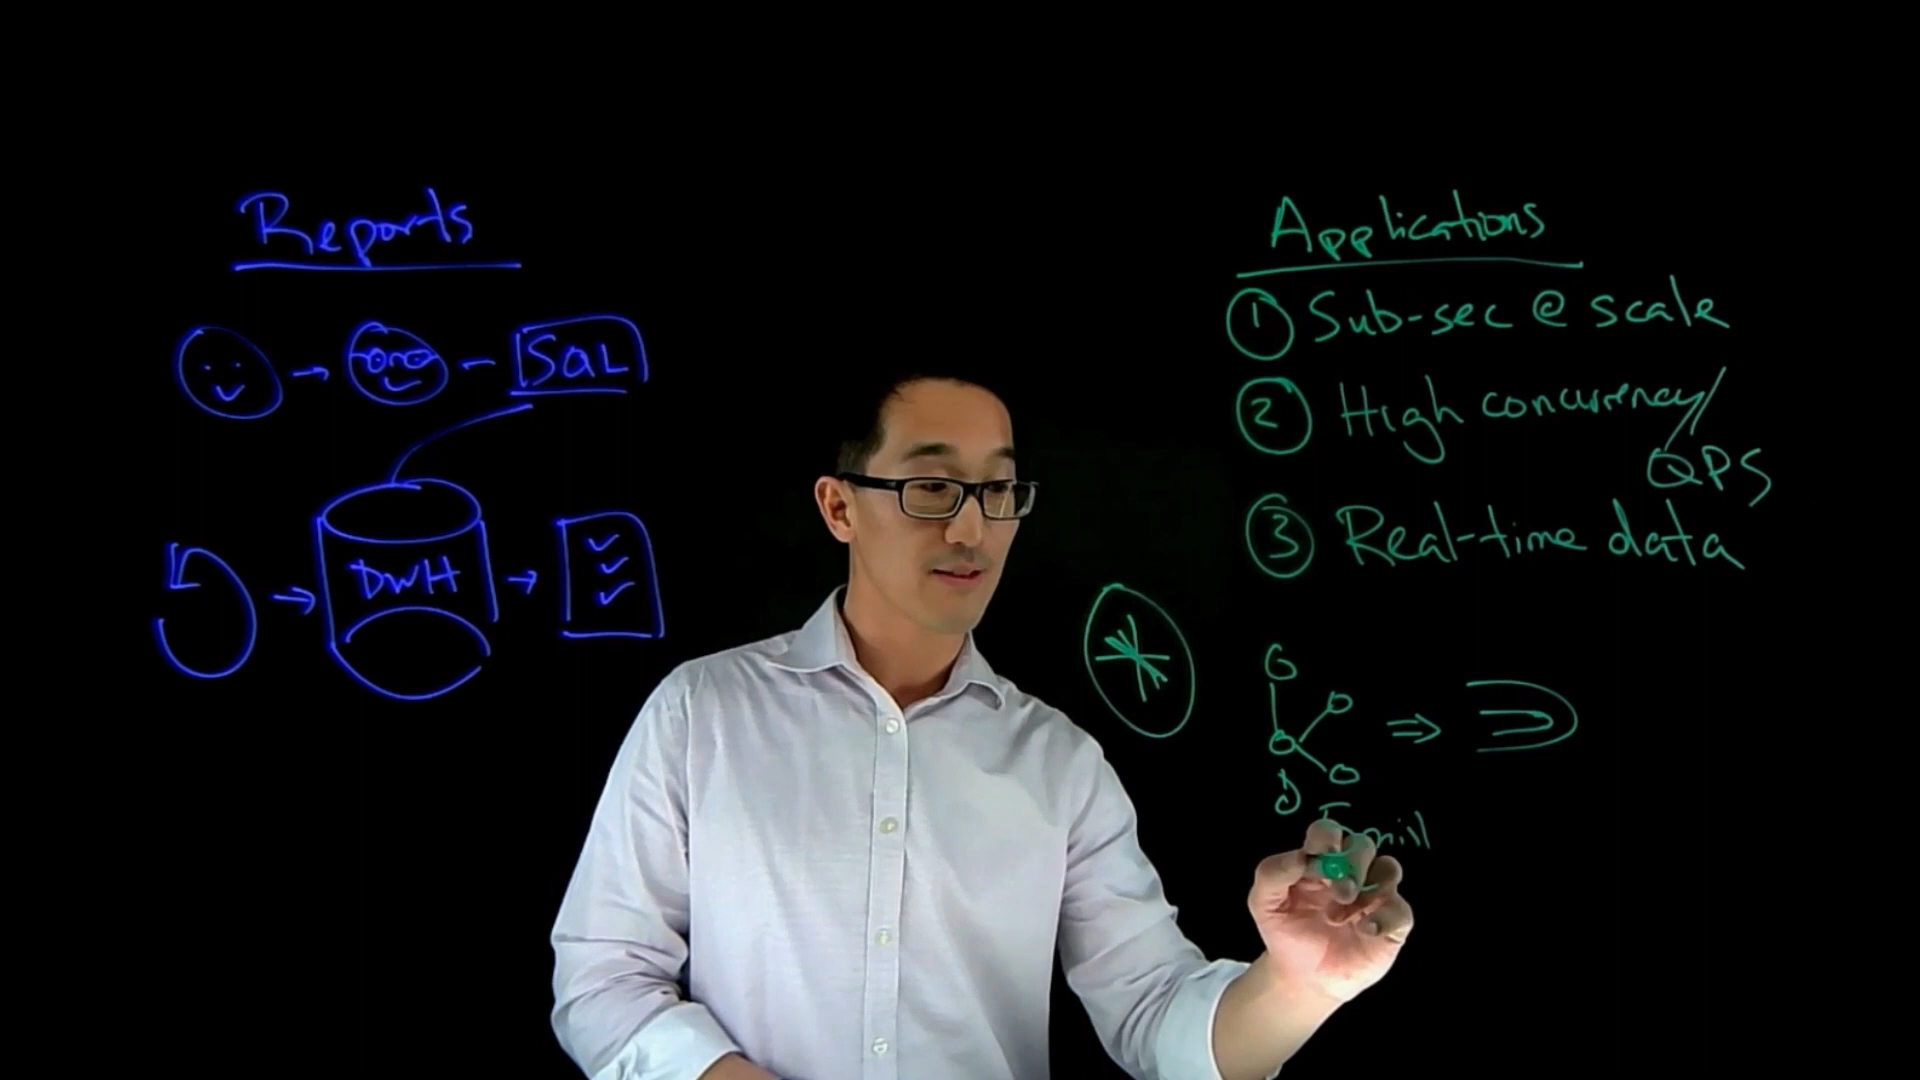 Reports
SQL
DWH
Applications
1 Sub-sec @ scale
2 High concurrency/
QPS
3 Real-time data